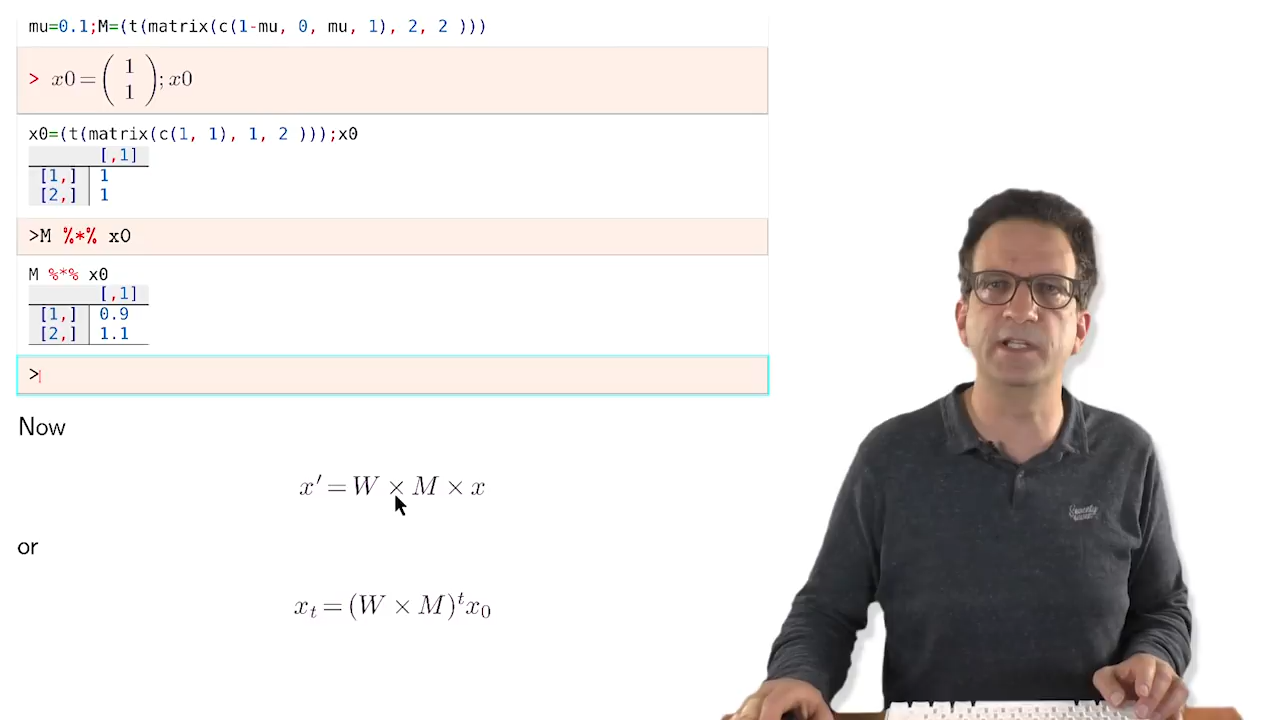 mu=0.1;M=(t(matrix(c(1-mu, 0, mu, 1), 2, 2 )))
> x0 = ( 1 1 ); x0
x0=(t(matrix(c(1, 1), 1, 2 )));x0
[,1]
[1,] 1
[2,] 1
>M %*% x0
M %*% x0
[,1]
[1,] 0.9
[2,] 1.1
>
Now
x′ = W × M × x
or
xₜ = (W × M)ᵗx₀